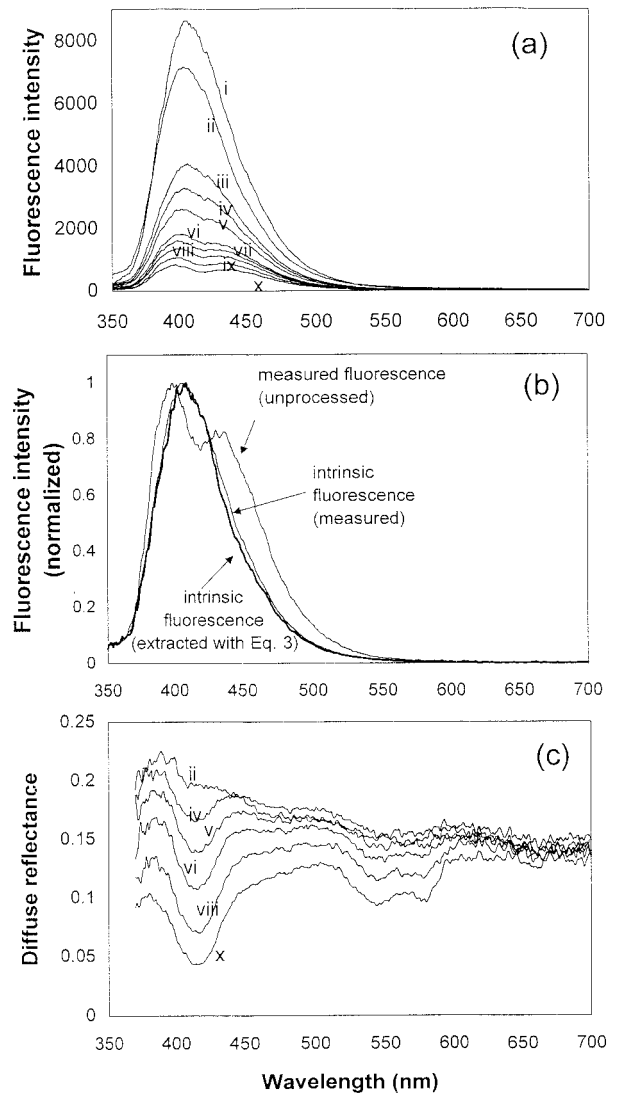 (a)
Fluorescence intensity
8000
6000
4000
2000
0
i
ii
iii
iv
v
vi
vii
viii
ix
x
350 400 450 500 550 600 650 700
(b)
Fluorescence intensity
(normalized)
1
0.8
0.6
0.4
0.2
0
measured fluorescence
(unprocessed)
intrinsic
fluorescence
(measured)
intrinsic
fluorescence
(extracted with Eq. 3)
350 400 450 500 550 600 650 700
(c)
Diffuse reflectance
0.25
0.2
0.15
0.1
0.05
0
ii
iv
v
vi
viii
x
350 400 450 500 550 600 650 700
Wavelength (nm)